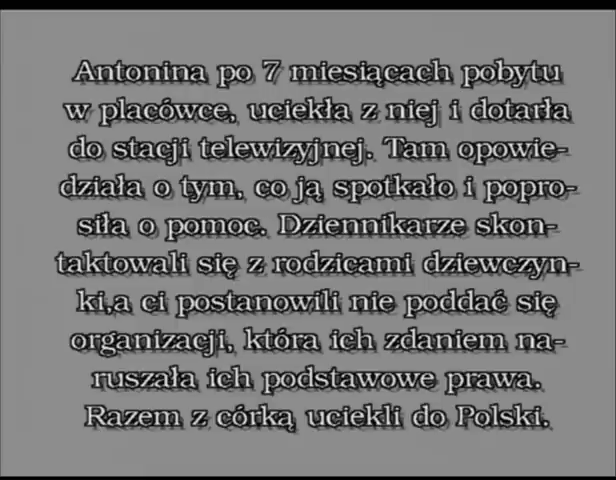 Antonina po 7 miesiącach pobytu
w placówce, uciekła z niej i dotarła
do stacji telewizyjnej. Tam opowie-
działa o tym, co ją spotkało i popro-
siła o pomoc. Dziennikarze skon-
taktowali się z rodzicami dziewczyn-
ki,a ci postanowili nie poddać się
organizacji, która ich zdaniem na-
ruszała ich podstawowe prawa.
Razem z córką uciekli do Polski.